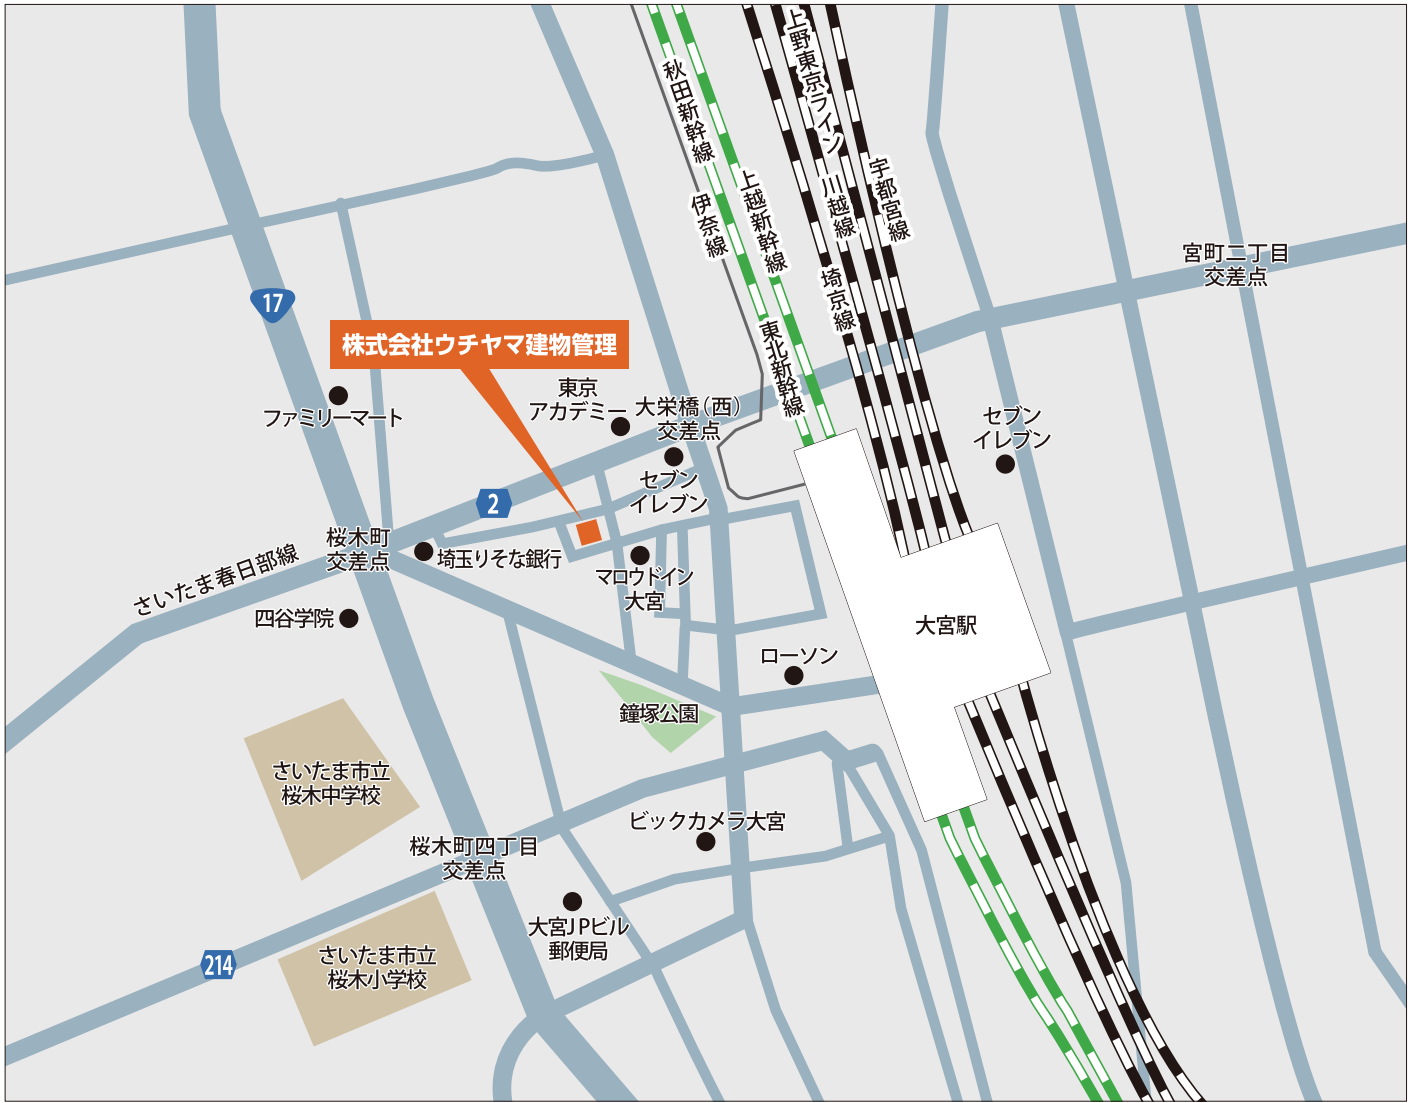 上野東京ライン
秋田新幹線
宇都宮線
上越新幹線
川越線
伊奈線
宮町二丁目
交差点
埼京線
17
東北新幹線
株式会社ウチヤマ建物管理
東京
アカデミー
大栄橋（西）
交差点
ファミリーマート
セブン
イレブン
セブン
イレブン
2
桜木町
交差点
埼玉りそな銀行
さいたま春日部線
マロウドイン
大宮
四谷学院
大宮駅
ローソン
鐘塚公園
さいたま市立
桜木中学校
ビックカメラ大宮
桜木町四丁目
交差点
大宮JPビル
郵便局
さいたま市立
桜木小学校
214